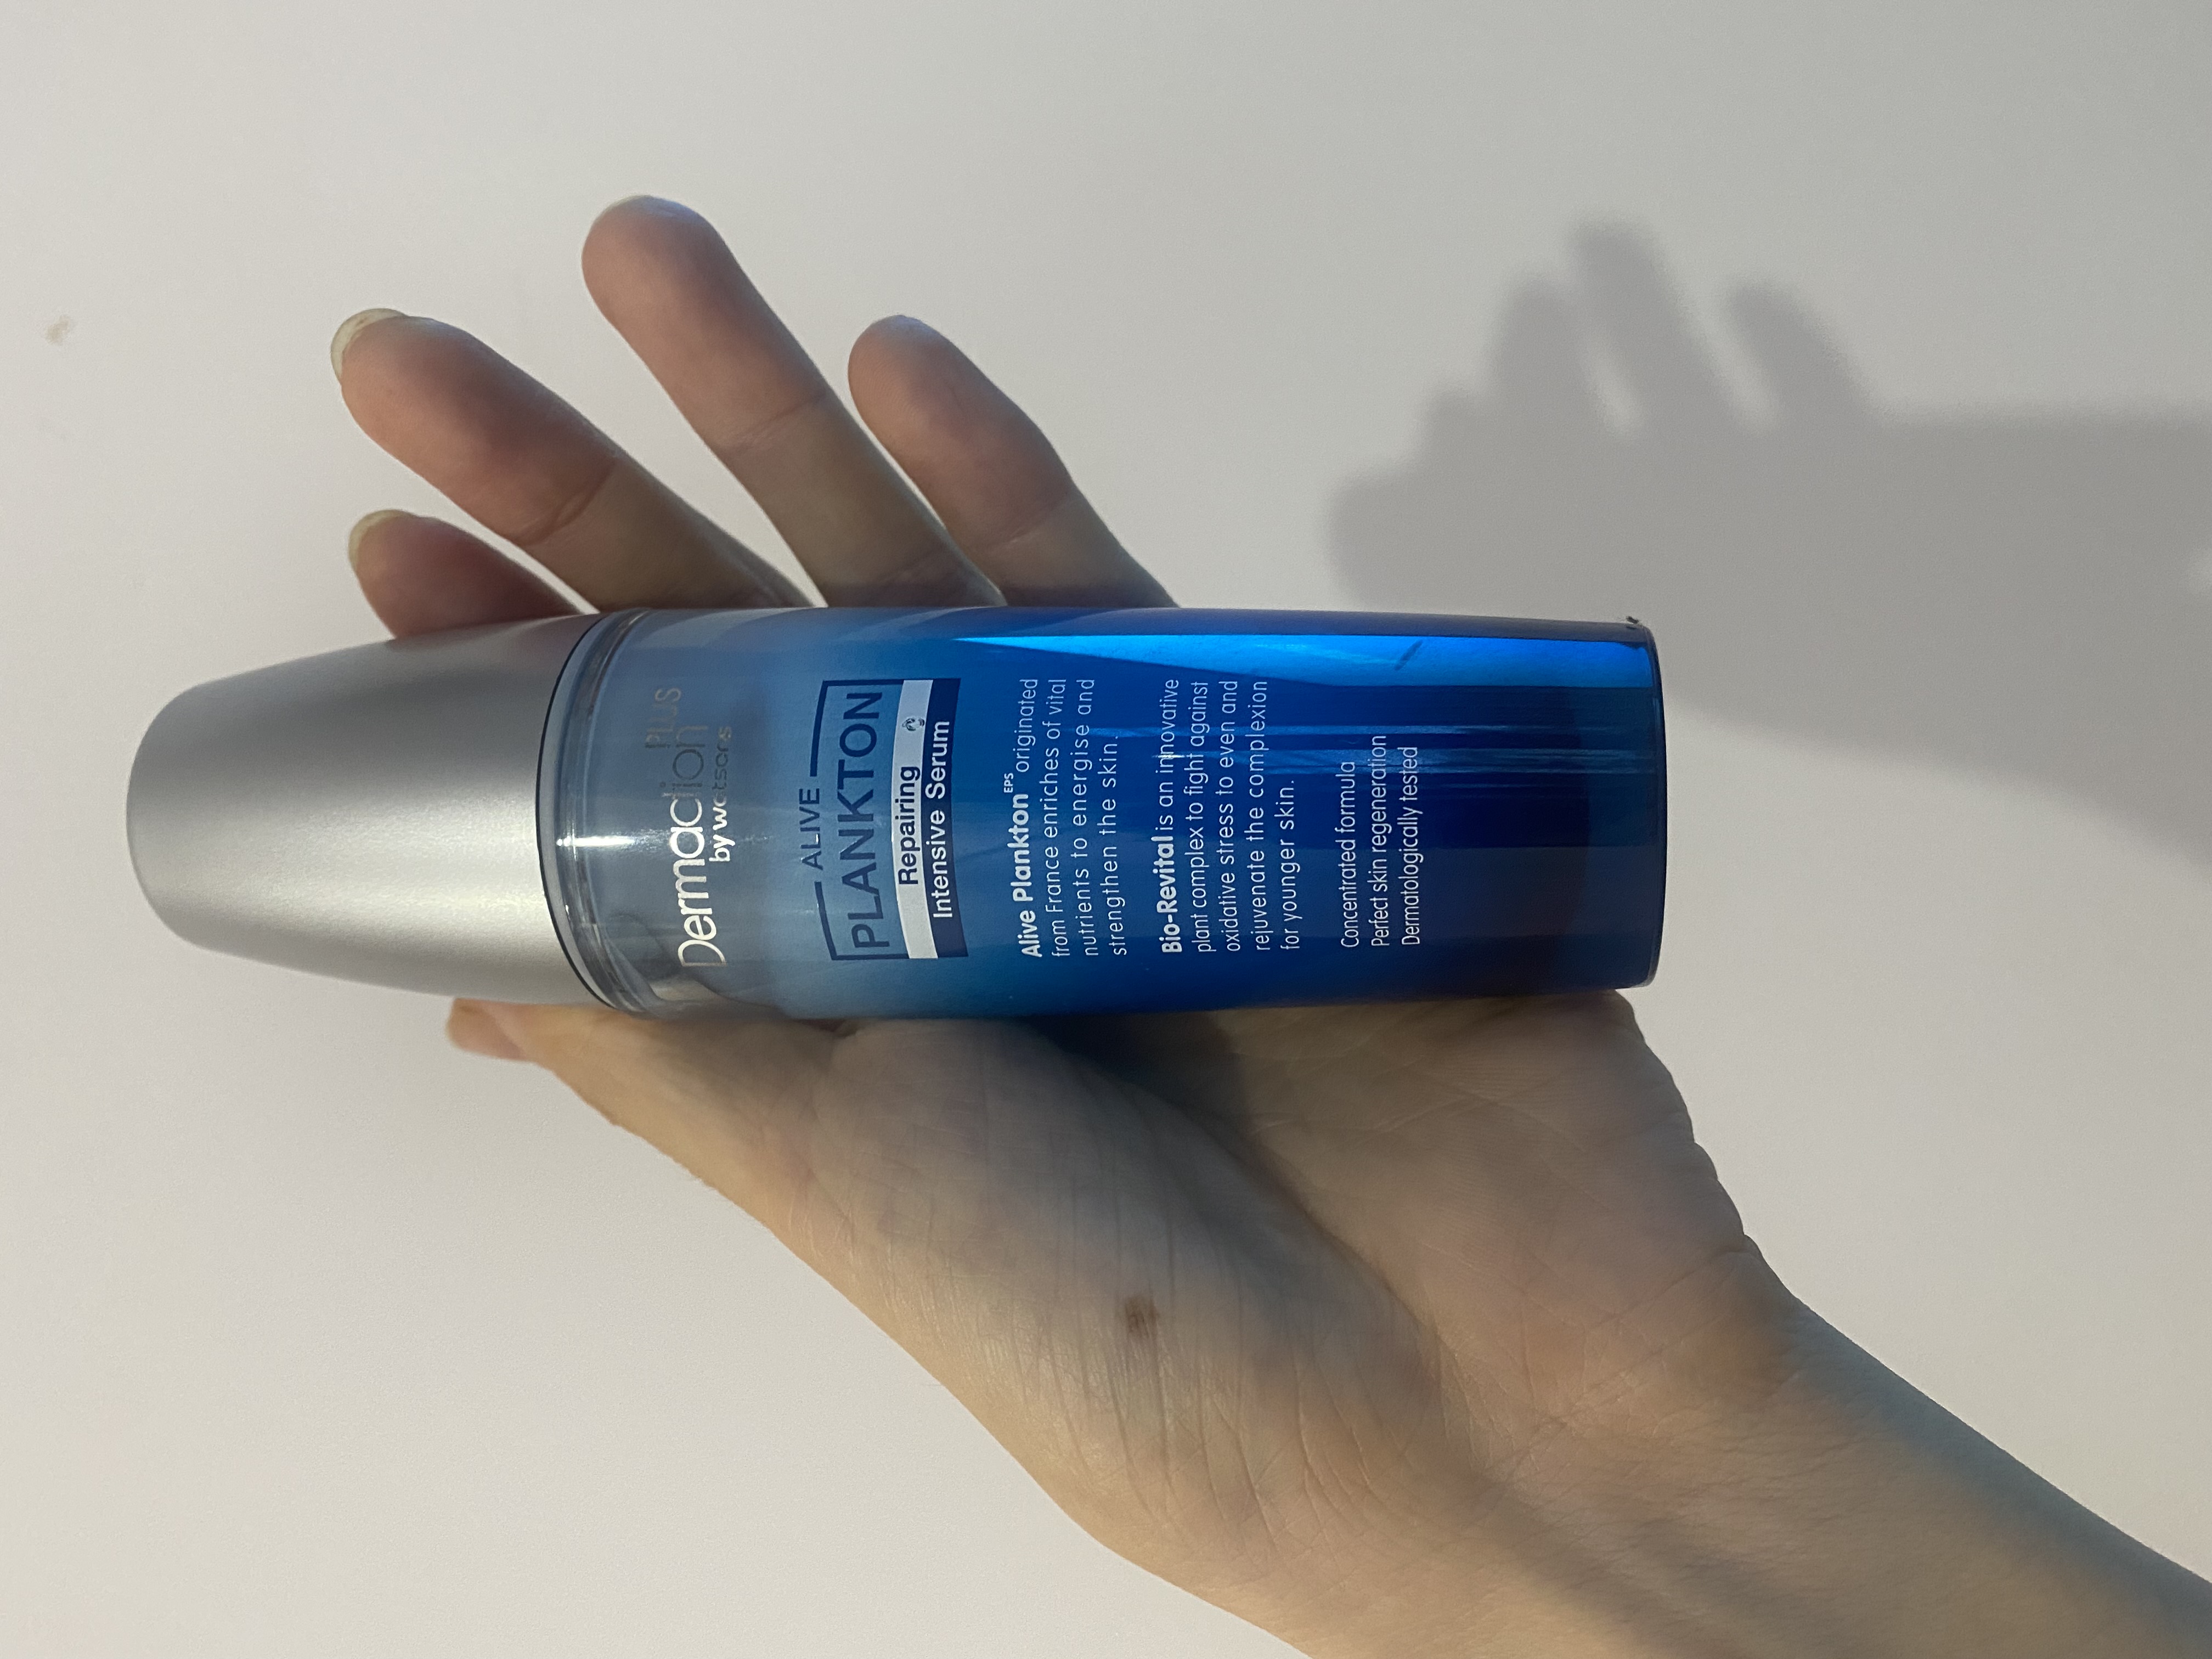 Dermaction PLUS
by watsons
ALIVE
PLANKTON
Repairing
Intensive Serum
Alive Plankton EPS originated
from France enriches of vital
nutrients to energise and
strengthen the skin.
Bio-Revital is an innovative
plant complex to fight against
oxidative stress to even and
rejuvenate the complexion
for younger skin.
Concentrated formula
Perfect skin regeneration
Dermatologically tested